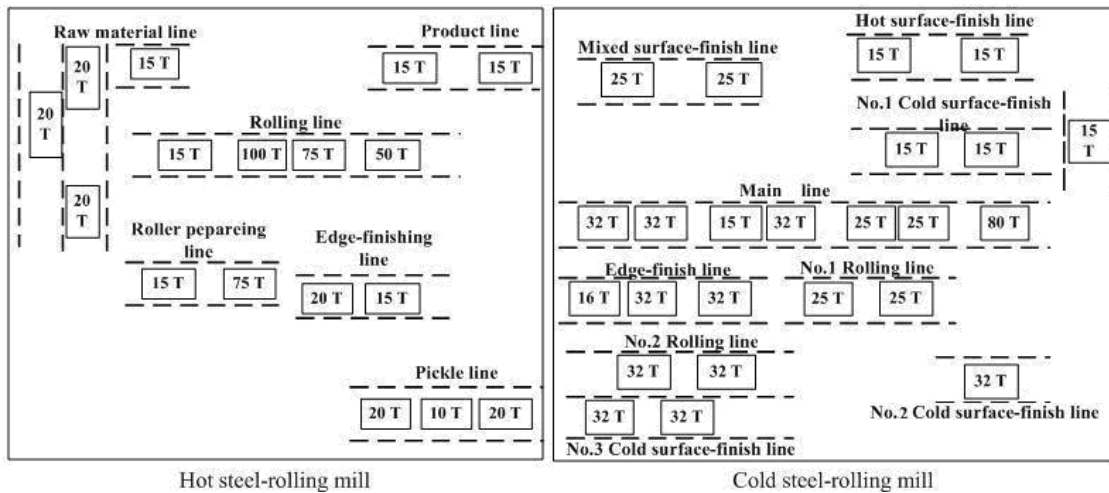 Raw material line
20
T
15 T
20
T
20
T
Product line
15 T 15 T
Rolling line
15 T 100 T 75 T 50 T
Roller pepareing
line
15 T 75 T
Edge-finishing
line
20 T 15 T
Pickle line
20 T 10 T 20 T
Hot steel-rolling mill
Mixed surface-finish line
25 T 25 T
Hot surface-finish line
15 T 15 T
No.1 Cold surface-finish
line
15 T 15 T
15
T
Main line
32 T 32 T 15 T 32 T 25 T 25 T 80 T
Edge-finish line
16 T 32 T 32 T
No.1 Rolling line
25 T 25 T
No.2 Rolling line
32 T 32 T
32 T 32 T
No.3 Cold surface-finish line
32 T
No.2 Cold surface-finish line
Cold steel-rolling mill